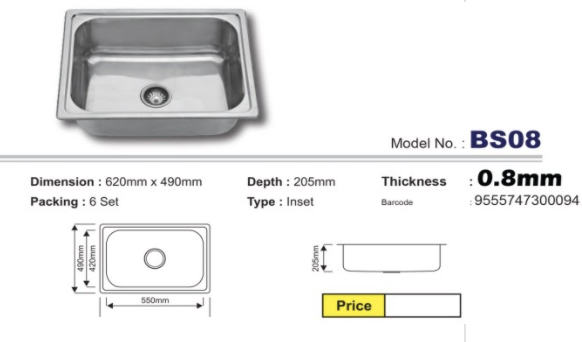 Model No. : BS08
Dimension : 620mm x 490mm Depth : 205mm Thickness : 0.8mm
Packing : 6 Set Type : Inset Barcode : 9555747300094
490mm
420mm
550mm
205mm
Price